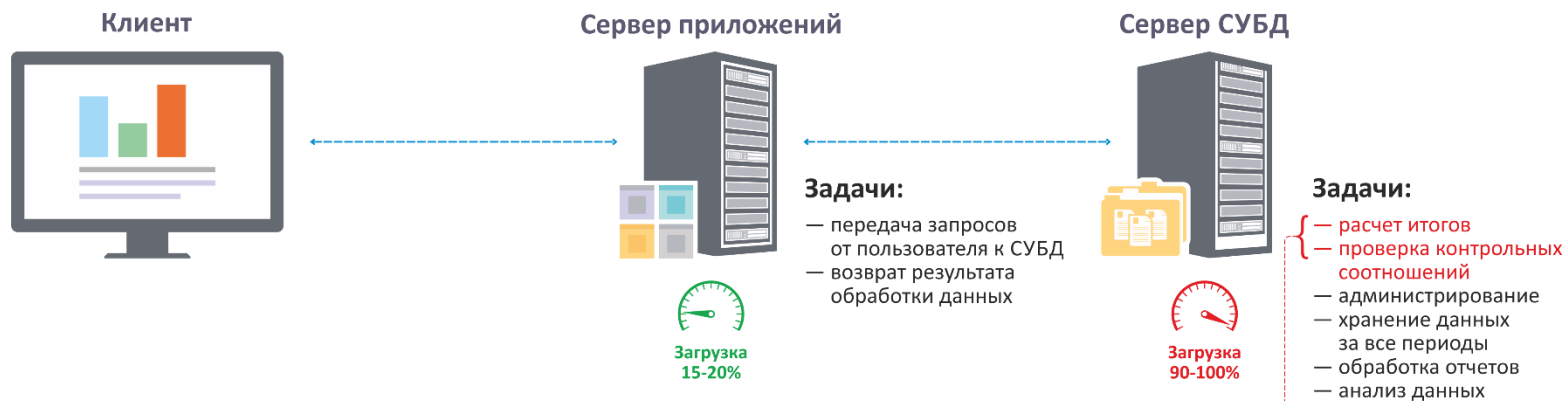 Клиент
Сервер приложений
Сервер СУБД
Задачи:
— передача запросов
от пользователя к СУБД
— возврат результата
обработки данных
Загрузка
15-20%
Задачи:
— расчет итогов
— проверка контрольных
соотношений
— администрирование
— хранение данных
за все периоды
— обработка отчетов
— анализ данных
Загрузка
90-100%